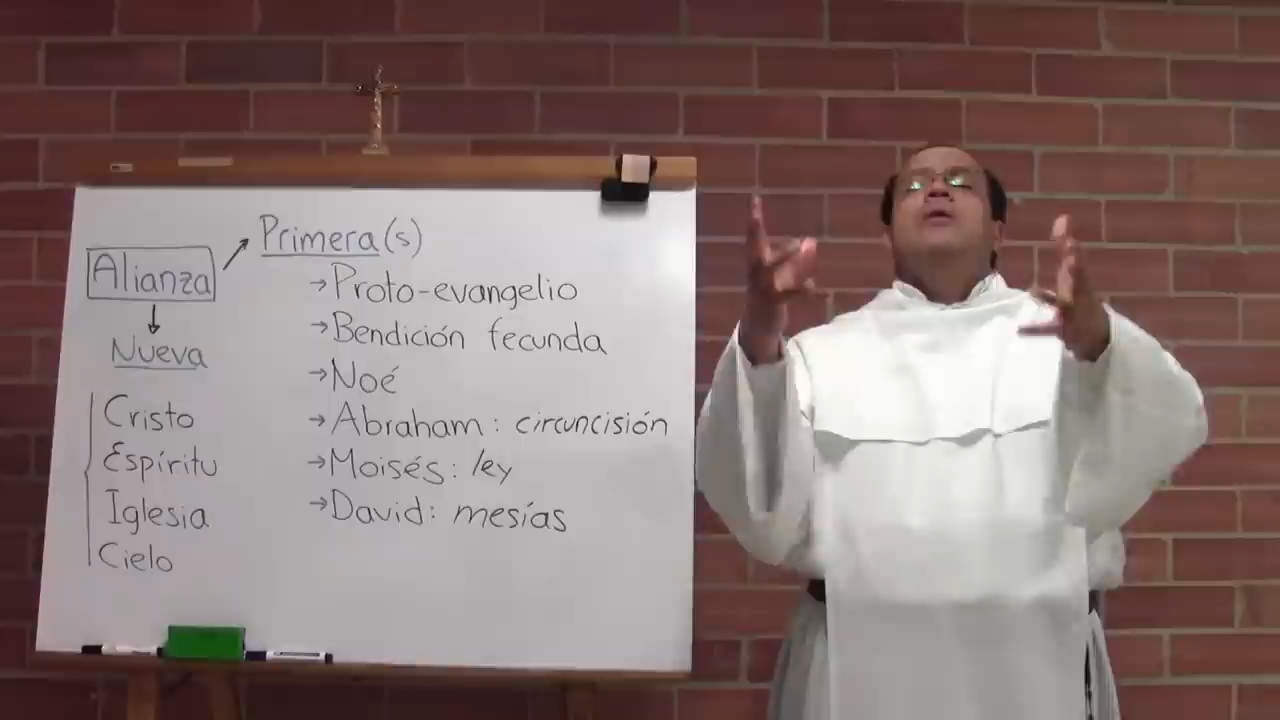 Alianza
Primera(s)
→Proto-evangelio
→Bendición fecunda
→Noé
→Abraham: circuncisión
→Moisés: ley
→David: mesías
Nueva
Cristo
Espíritu
Iglesia
Cielo